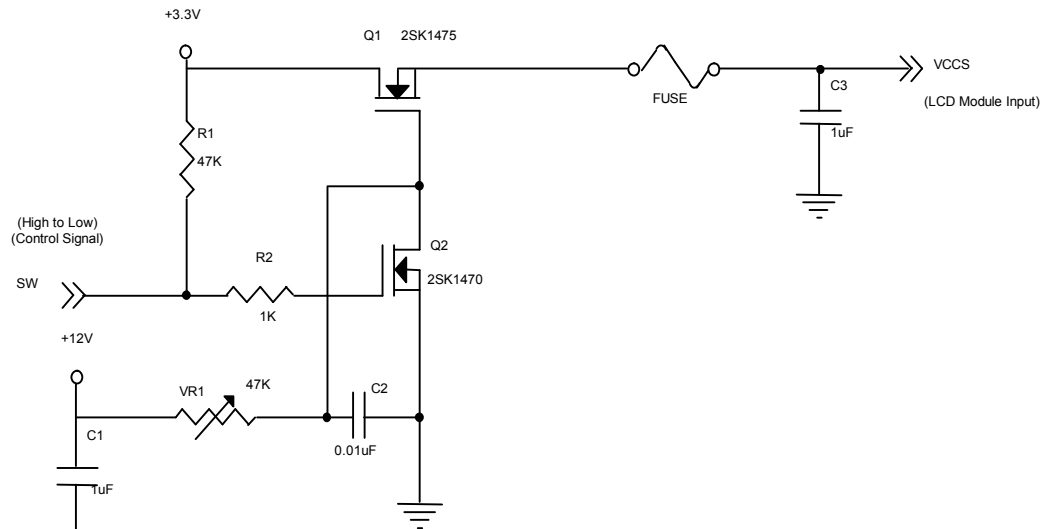 +3.3V
Q1 2SK1475
VCCS
FUSE
C3
(LCD Module Input)
R1
1uF
47K
(High to Low)
(Control Signal)
Q2
R2
SW
2SK1470
1K
+12V
VR1
47K
C2
C1
0.01uF
1uF